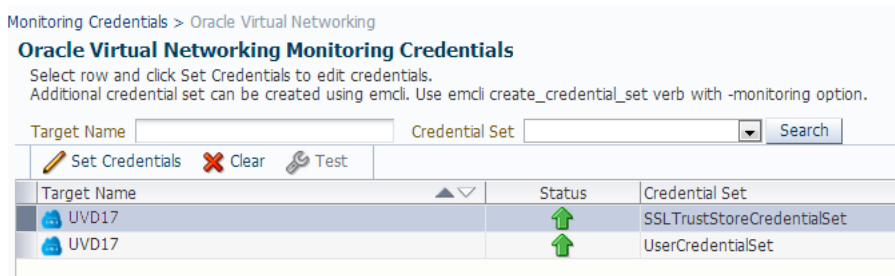 Monitoring Credentials > Oracle Virtual Networking
Oracle Virtual Networking Monitoring Credentials
Select row and click Set Credentials to edit credentials.
Additional credential set can be created using emcli. Use emcli create_credential_set verb with -monitoring option.
Target Name Credential Set Search
Set Credentials Clear Test
Target Name Status Credential Set
UVD17 SSLTrustStoreCredentialSet
UVD17 UserCredentialSet